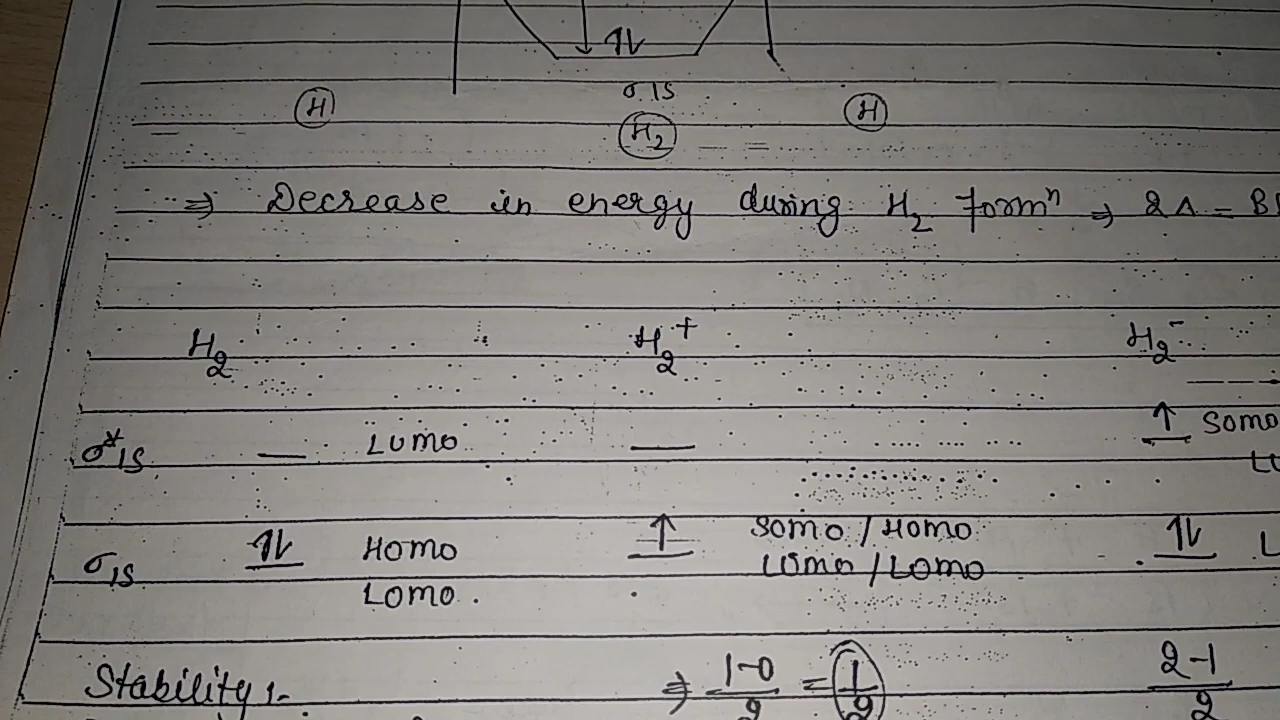 ↑↓
σ1s
H H
H2
⇒ Decrease in energy during H2 formⁿ ⇒ 2Δ =
H2 H2+ H2-
σ*1s — LUMO — ↑ SOMO
σ1s ↑↓ HOMO ↑ SOMO / HOMO ↑↓ L
LOMO. LUMO / LOMO
Stability :- ⇒ 1-0/2 = 1/2 2-1/2